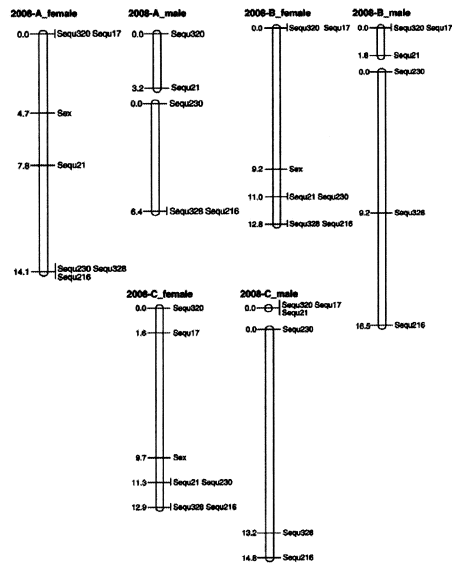 2008-A_female
0.0 Sequ320 Sequ17
4.7 Sex
7.8 Sequ21
14.1 Sequ230 Sequ328
Sequ216
2008-A_male
0.0 Sequ320
3.2 Sequ21
0.0 Sequ230
6.4 Sequ328 Sequ216
2008-B_female
0.0 Sequ320 Sequ17
9.2 Sex
11.0 Sequ21 Sequ230
12.8 Sequ328 Sequ216
2008-B_male
0.0 Sequ320 Sequ17
1.8 Sequ21
0.0 Sequ230
9.2 Sequ328
16.5 Sequ216
2008-C_female
0.0 Sequ320
1.6 Sequ17
9.7 Sex
11.3 Sequ21 Sequ230
12.9 Sequ328 Sequ216
2008-C_male
0.0 Sequ320 Sequ17
Sequ21
0.0 Sequ230
13.2 Sequ328
14.8 Sequ216